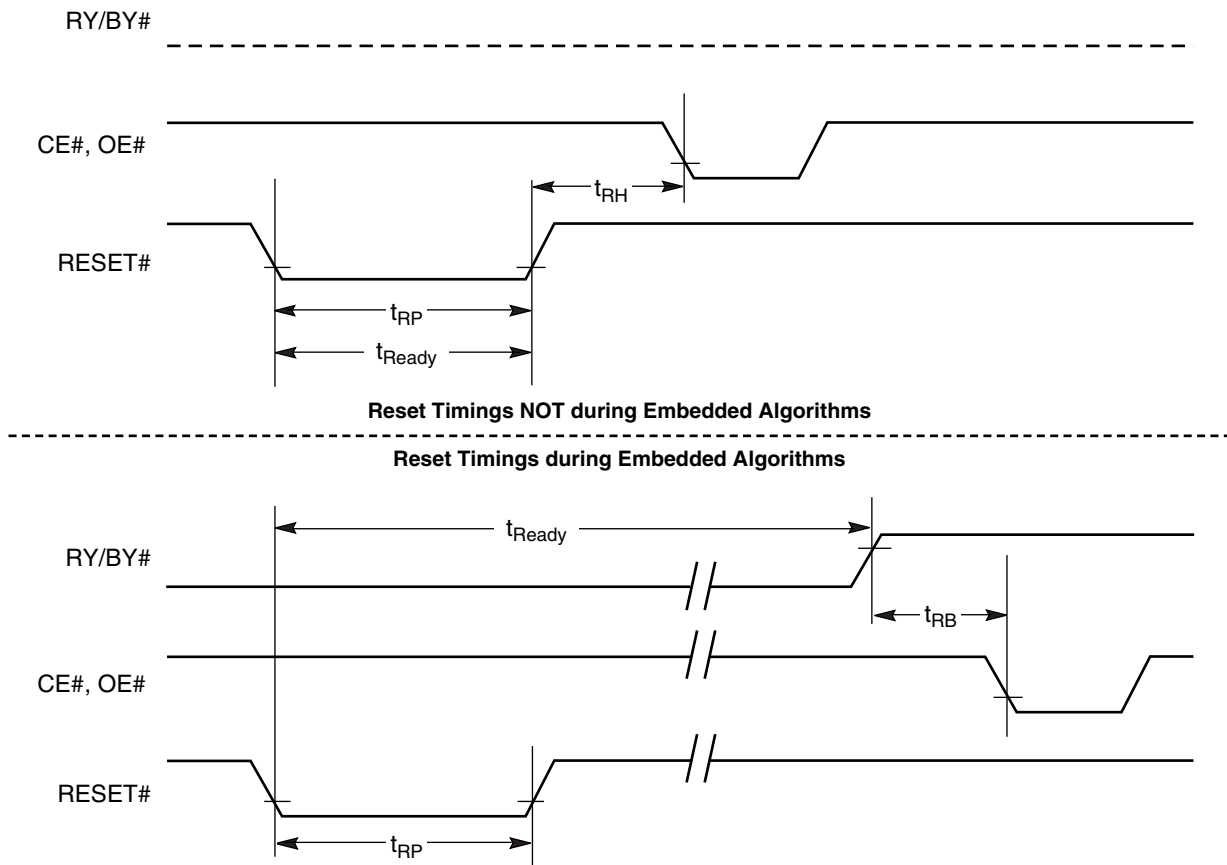 RY/BY#
CE#, OE#
tRH
RESET#
tRP
tReady
Reset Timings NOT during Embedded Algorithms
Reset Timings during Embedded Algorithms
tReady
RY/BY#
tRB
CE#, OE#
RESET#
tRP